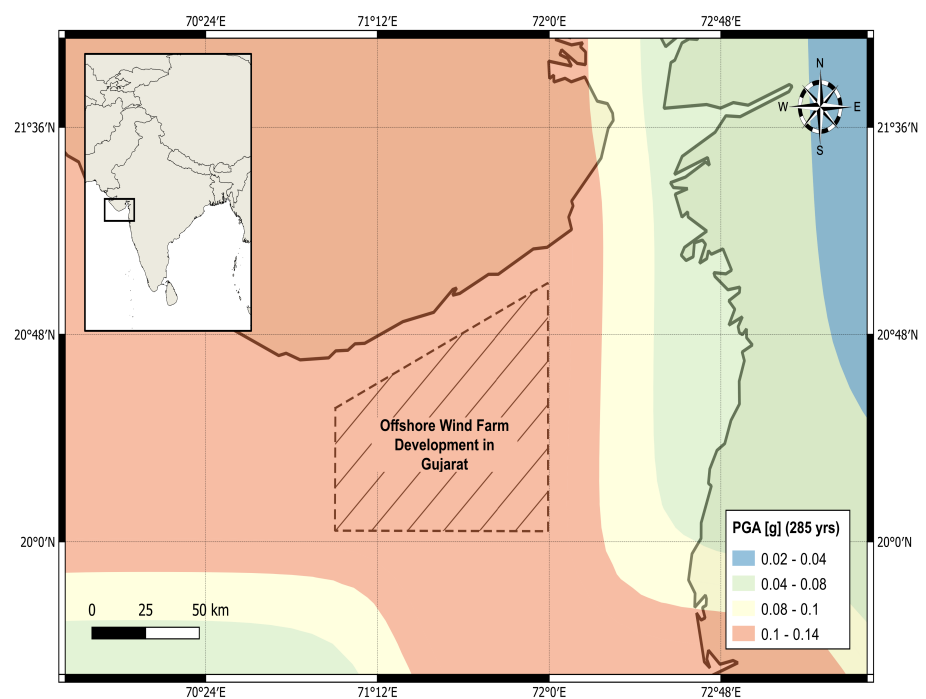 70°24′E 71°12′E 72°0′E 72°48′E
N
W E
S
21°36′N 21°36′N
20°48′N 20°48′N
Offshore Wind Farm
Development in
Gujarat
PGA [g] (285 yrs)
0.02 - 0.04
0.04 - 0.08
0.08 - 0.1
0.1 - 0.14
20°0′N 20°0′N
0 25 50 km
70°24′E 71°12′E 72°0′E 72°48′E